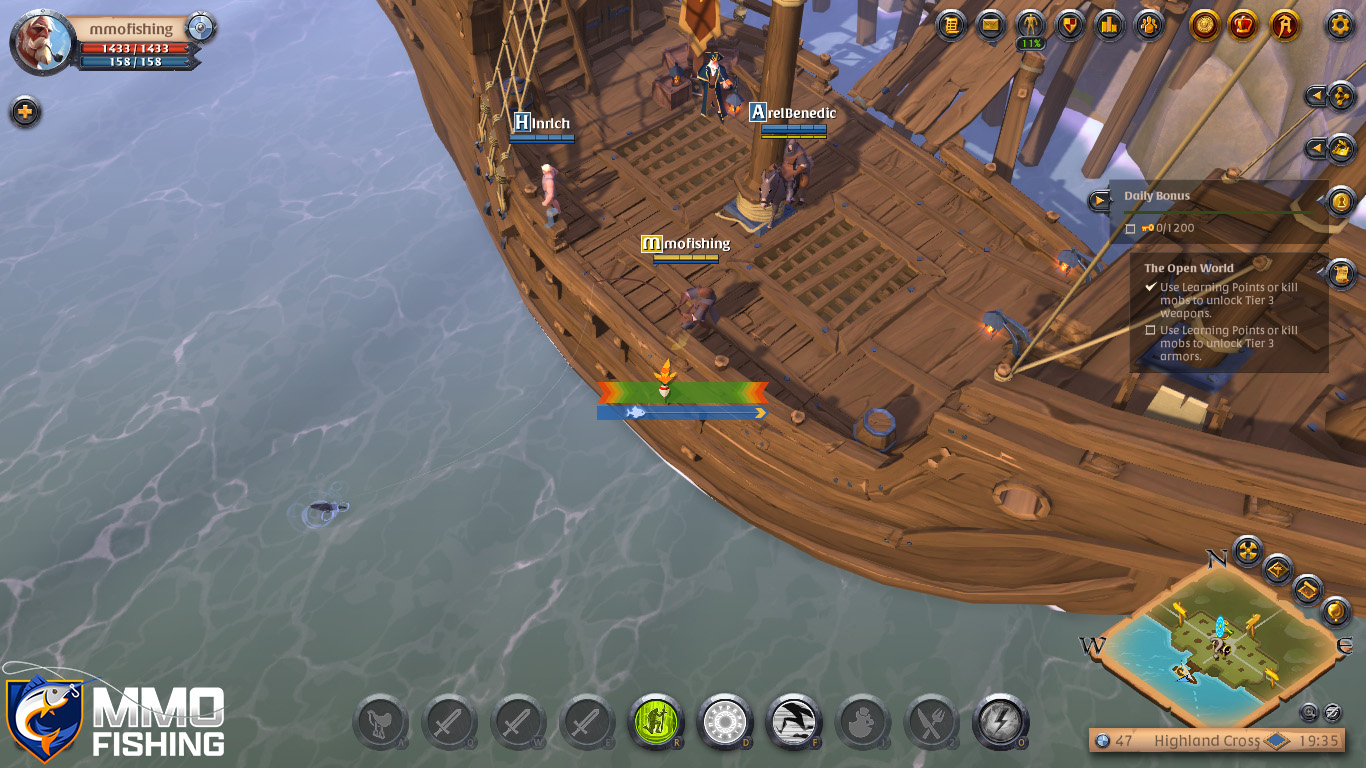 mmofishing
1433 / 1433
158 / 158
11%
HInrIch
ArelBenedic
mmofishing
Daily Bonus
0/1200
The Open World
Use Learning Points or kill
mobs to unlock Tier 3
weapons.
Use Learning Points or kill
mobs to unlock Tier 3
armors.
N
W
E
MMO
FISHING
A Q W E R D F I 2 O
47 Highland Cross 19:35